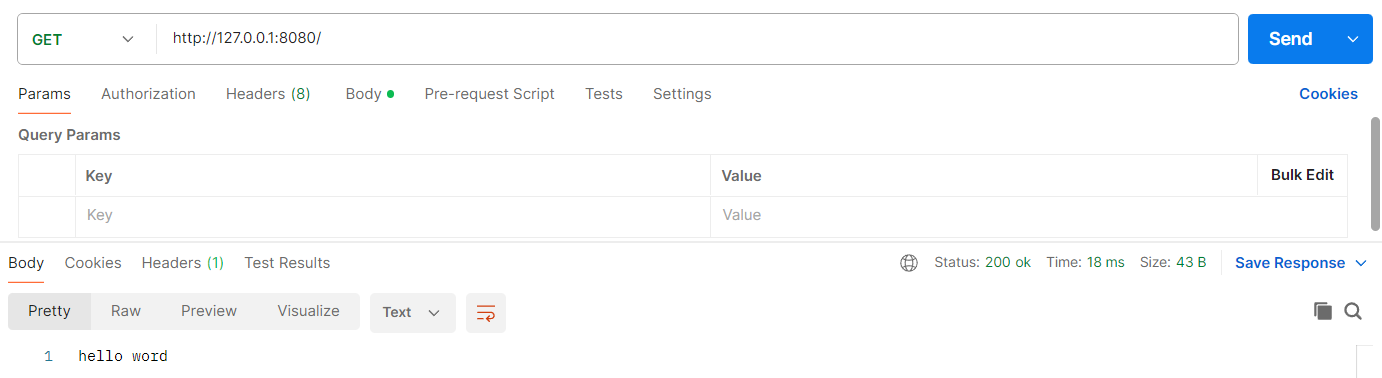 GET http://127.0.0.1:8080/ Send
Params Authorization Headers (8) Body Pre-request Script Tests Settings Cookies
Query Params
Key Value Bulk Edit
Key Value
Body Cookies Headers (1) Test Results Status: 200 ok Time: 18 ms Size: 43 B Save Response
Pretty Raw Preview Visualize Text
1 hello word